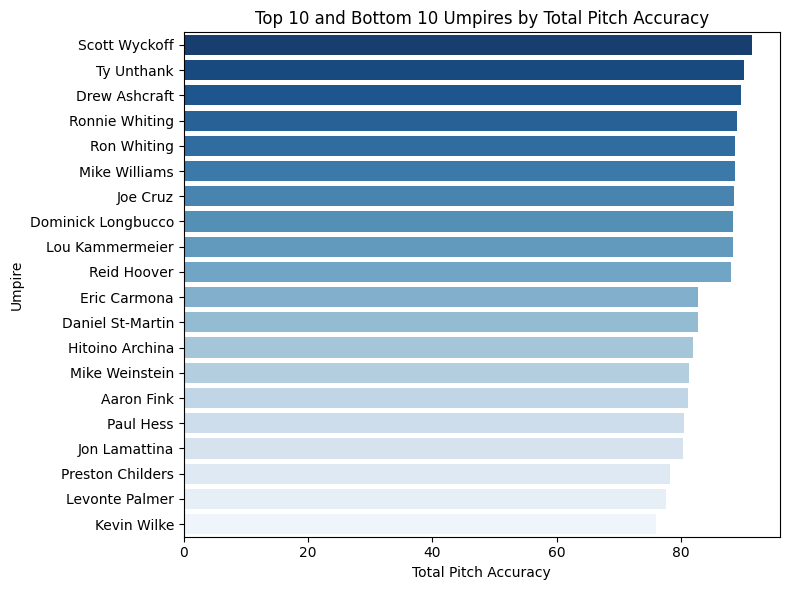 Top 10 and Bottom 10 Umpires by Total Pitch Accuracy
Umpire
Scott Wyckoff
Ty Unthank
Drew Ashcraft
Ronnie Whiting
Ron Whiting
Mike Williams
Joe Cruz
Dominick Longbucco
Lou Kammermeier
Reid Hoover
Eric Carmona
Daniel St-Martin
Hitoino Archina
Mike Weinstein
Aaron Fink
Paul Hess
Jon Lamattina
Preston Childers
Levonte Palmer
Kevin Wilke
0 20 40 60 80
Total Pitch Accuracy